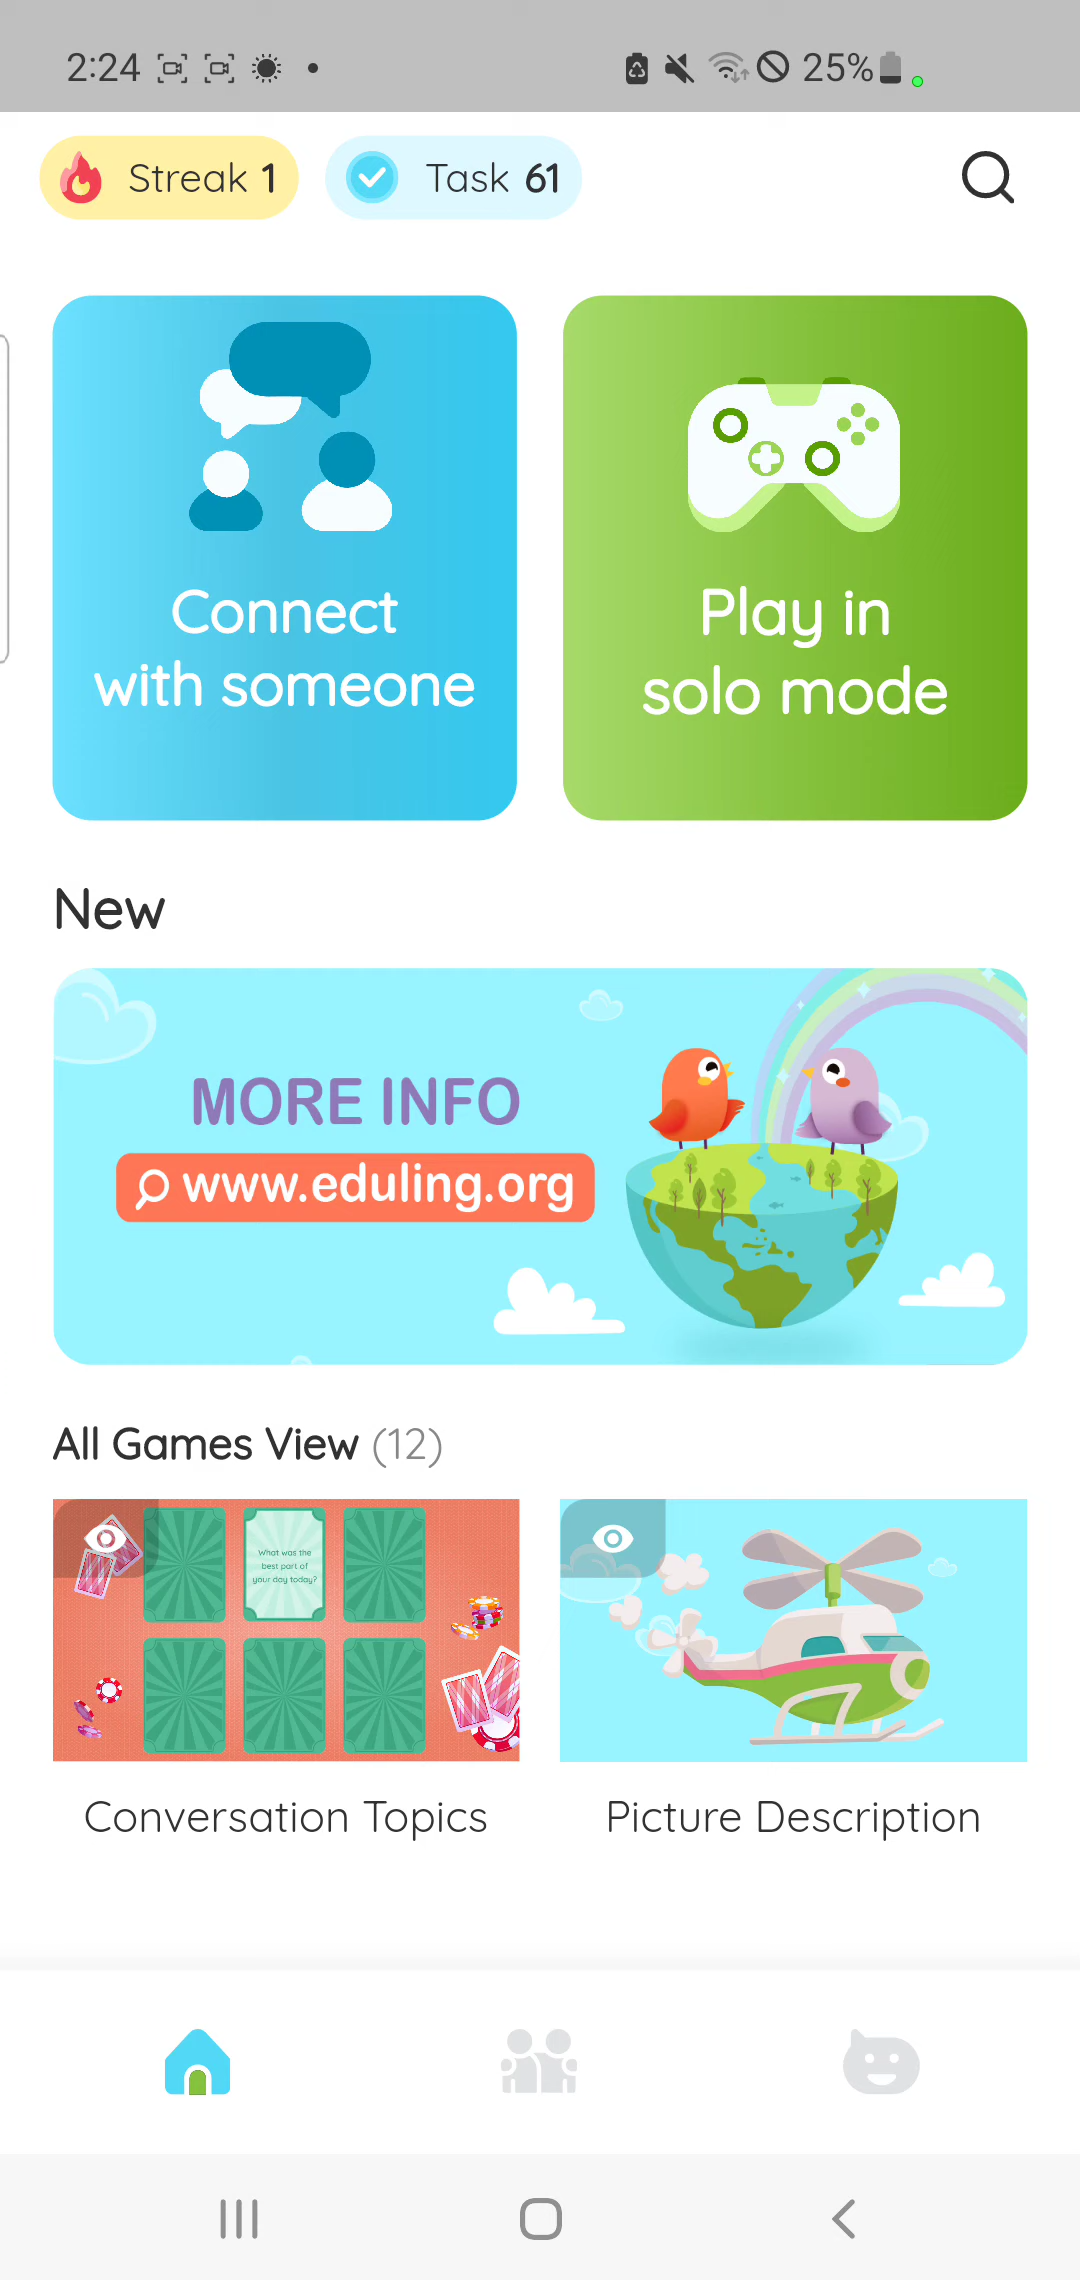 2:24
25%
Streak 1
Task 61
Connect
with someone
Play in
solo mode
New
MORE INFO
www.eduling.org
All Games View (12)
What was the
best part of
your day today?
Conversation Topics
Picture Description